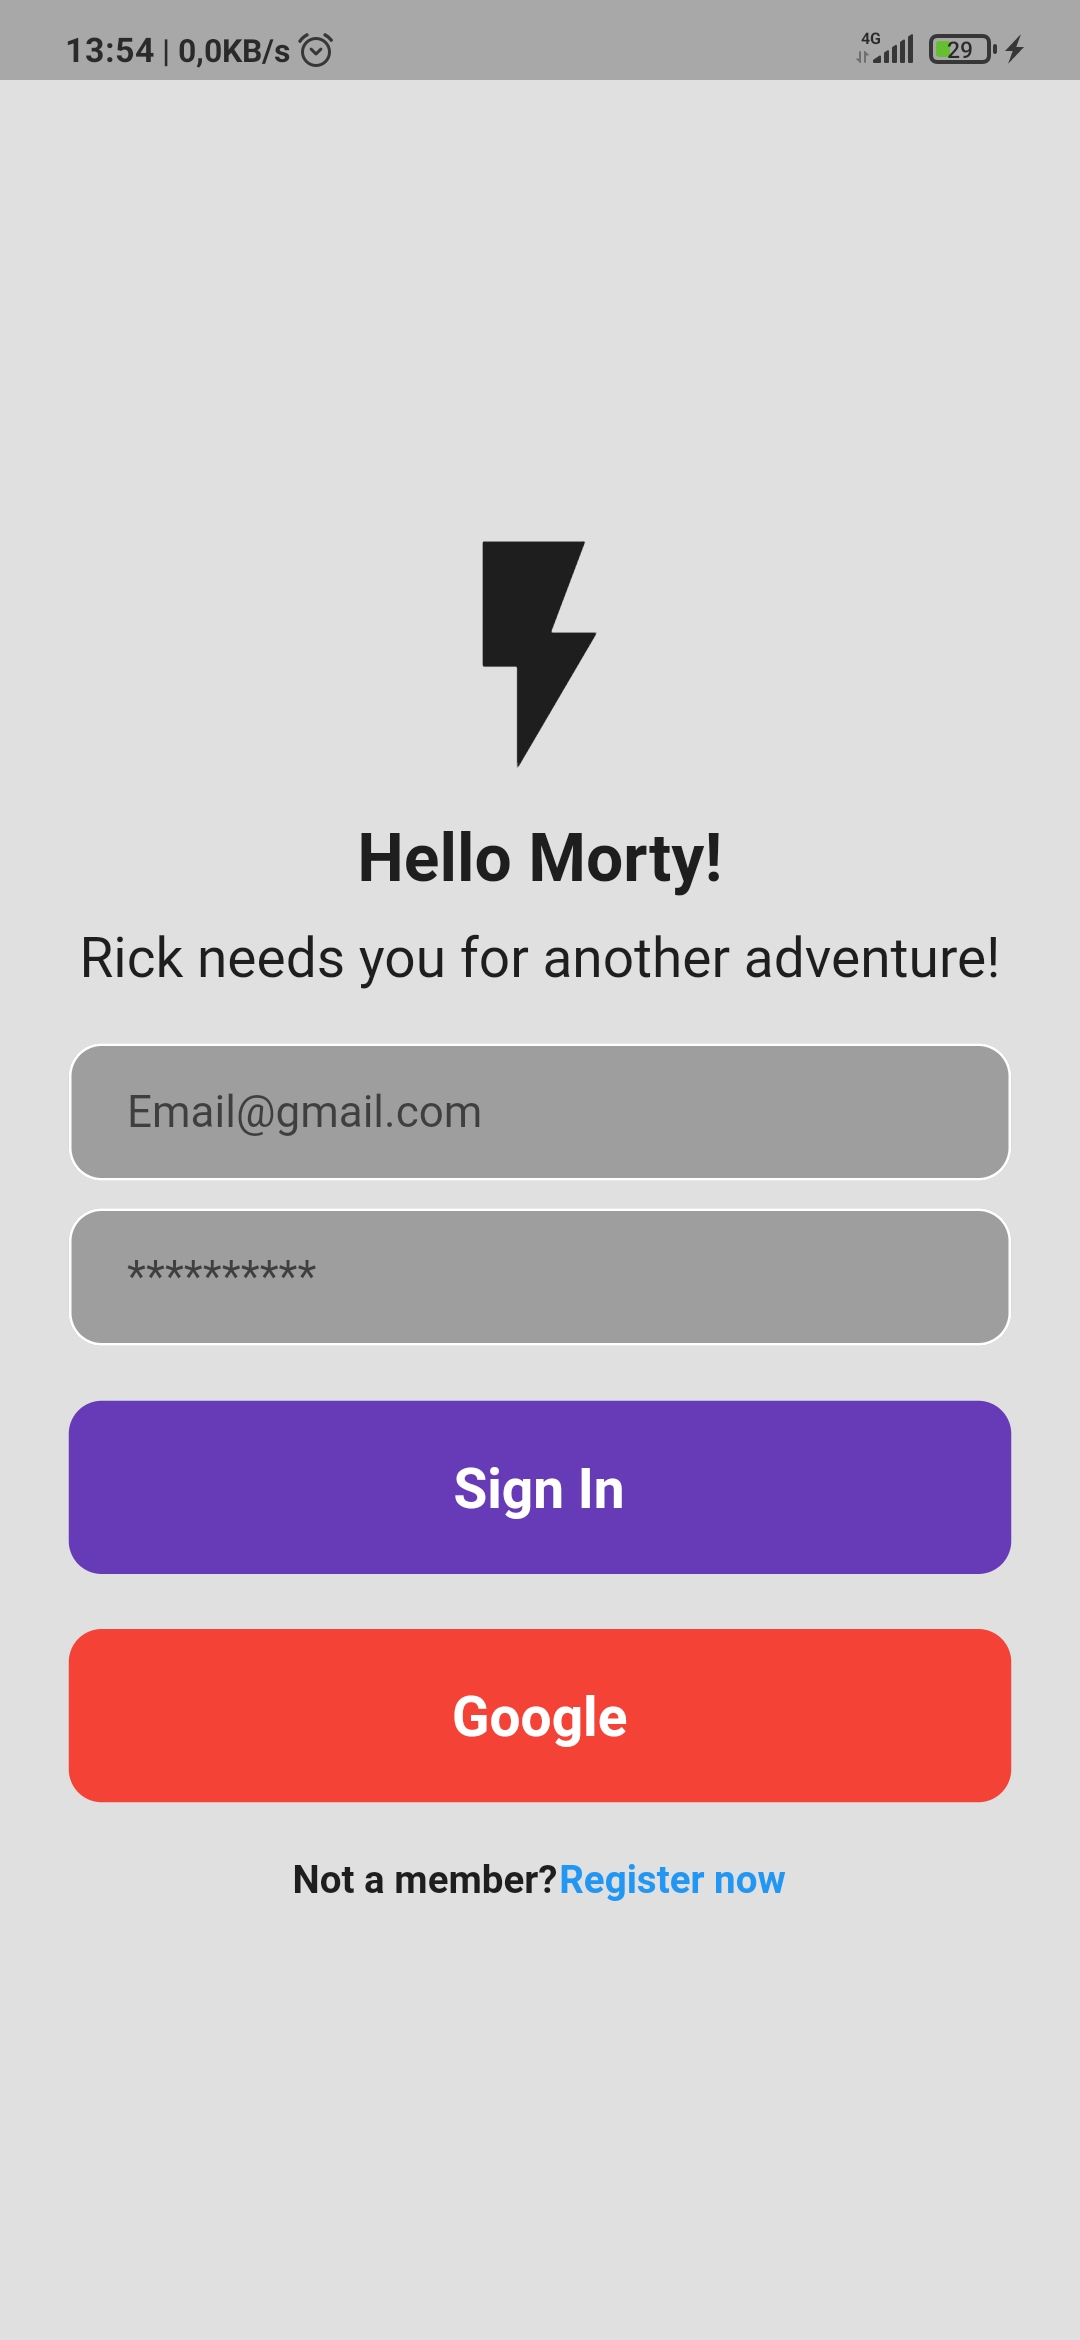 13:54 | 0,0KB/s
4G
29
Hello Morty!
Rick needs you for another adventure!
Email@gmail.com
**********
Sign In
Google
Not a member?Register now